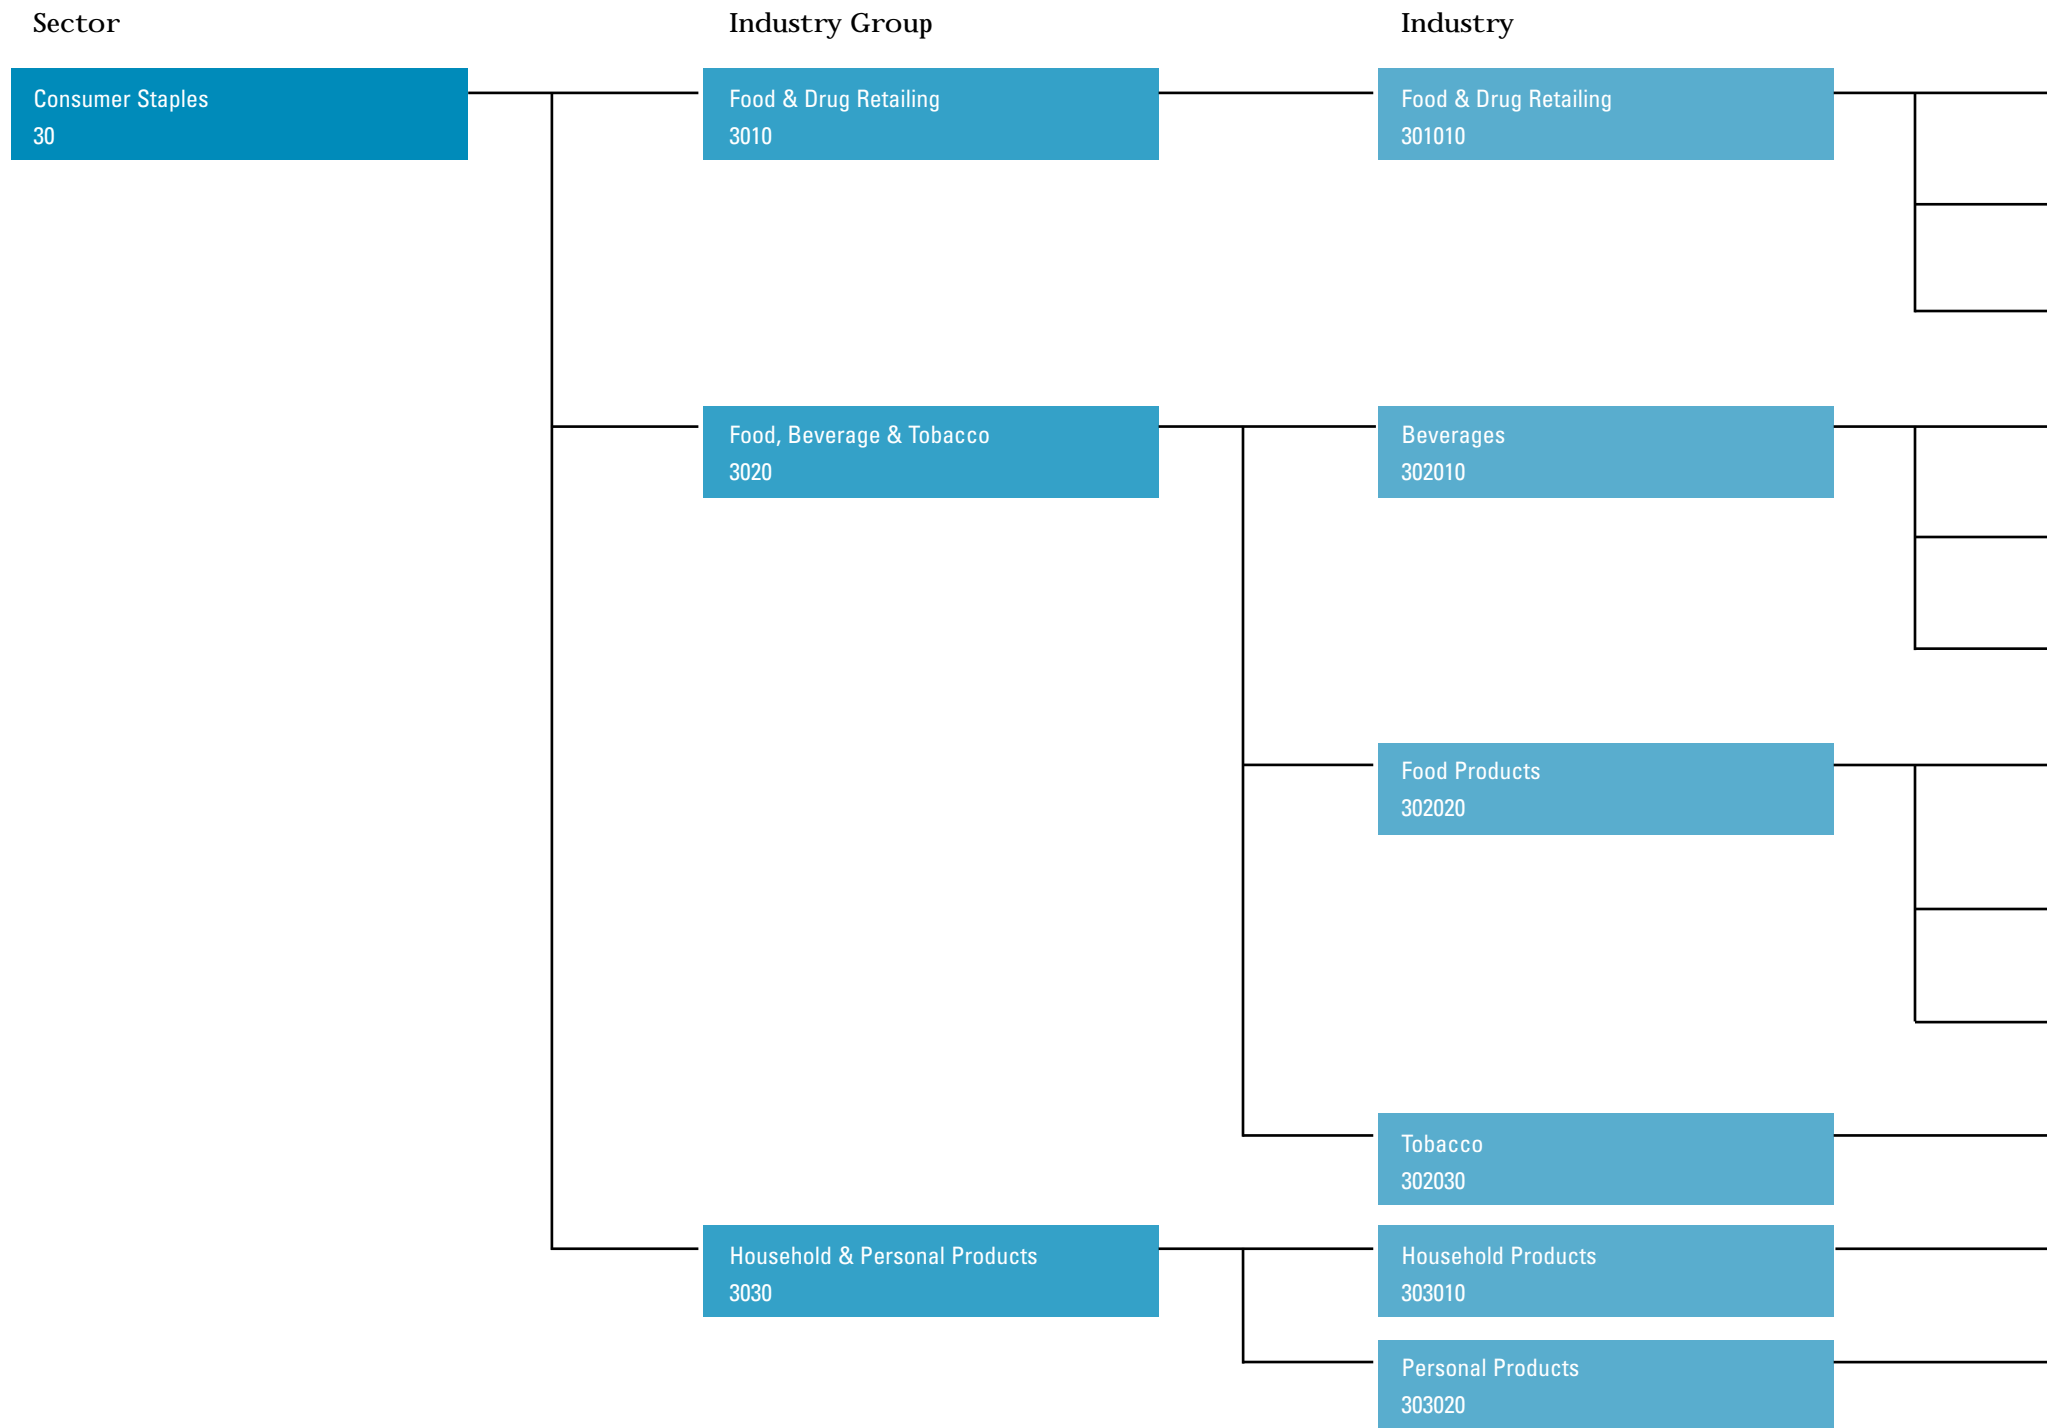 Sector
Industry Group
Industry
Consumer Staples
30
Food & Drug Retailing
3010
Food & Drug Retailing
301010
Food, Beverage & Tobacco
3020
Beverages
302010
Food Products
302020
Tobacco
302030
Household & Personal Products
3030
Household Products
303010
Personal Products
303020